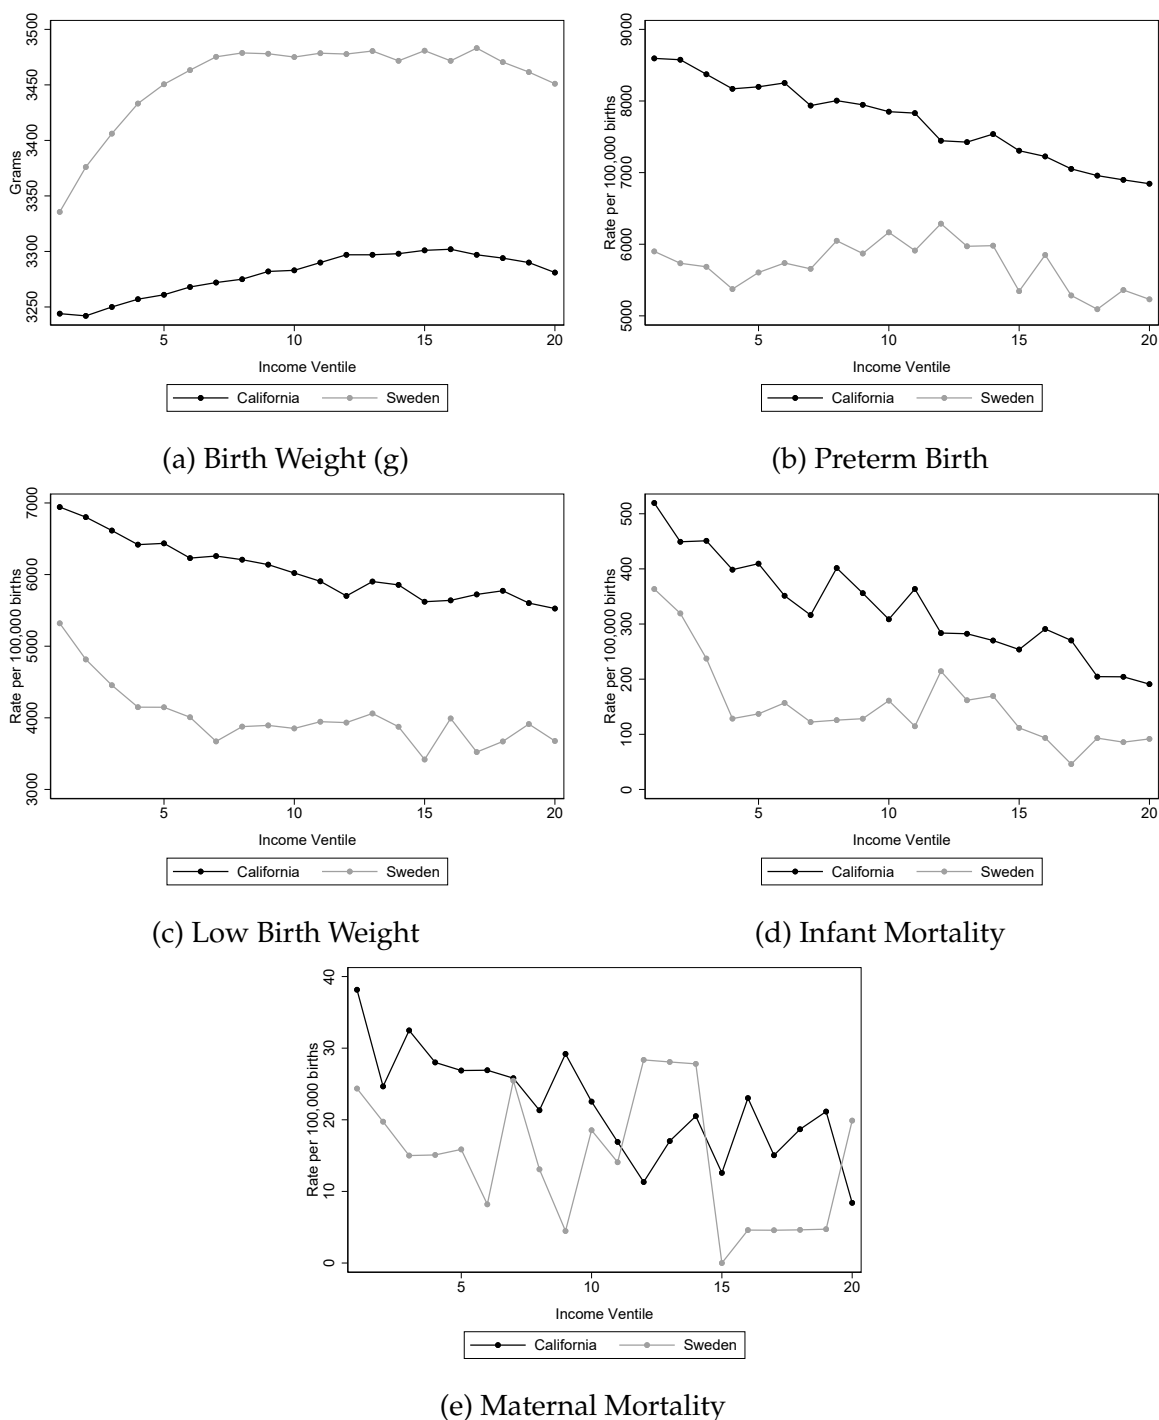 3500
3450
3400
3350
3300
3250
Grams
5 10 15 20
Income Ventile
California Sweden
(a) Birth Weight (g)
9000
8000
7000
6000
5000
Rate per 100,000 births
5 10 15 20
Income Ventile
California Sweden
(b) Preterm Birth
7000
6000
5000
4000
3000
Rate per 100,000 births
5 10 15 20
Income Ventile
California Sweden
(c) Low Birth Weight
500
400
300
200
100
0
Rate per 100,000 births
5 10 15 20
Income Ventile
California Sweden
(d) Infant Mortality
40
30
20
10
0
Rate per 100,000 births
5 10 15 20
Income Ventile
California Sweden
(e) Maternal Mortality